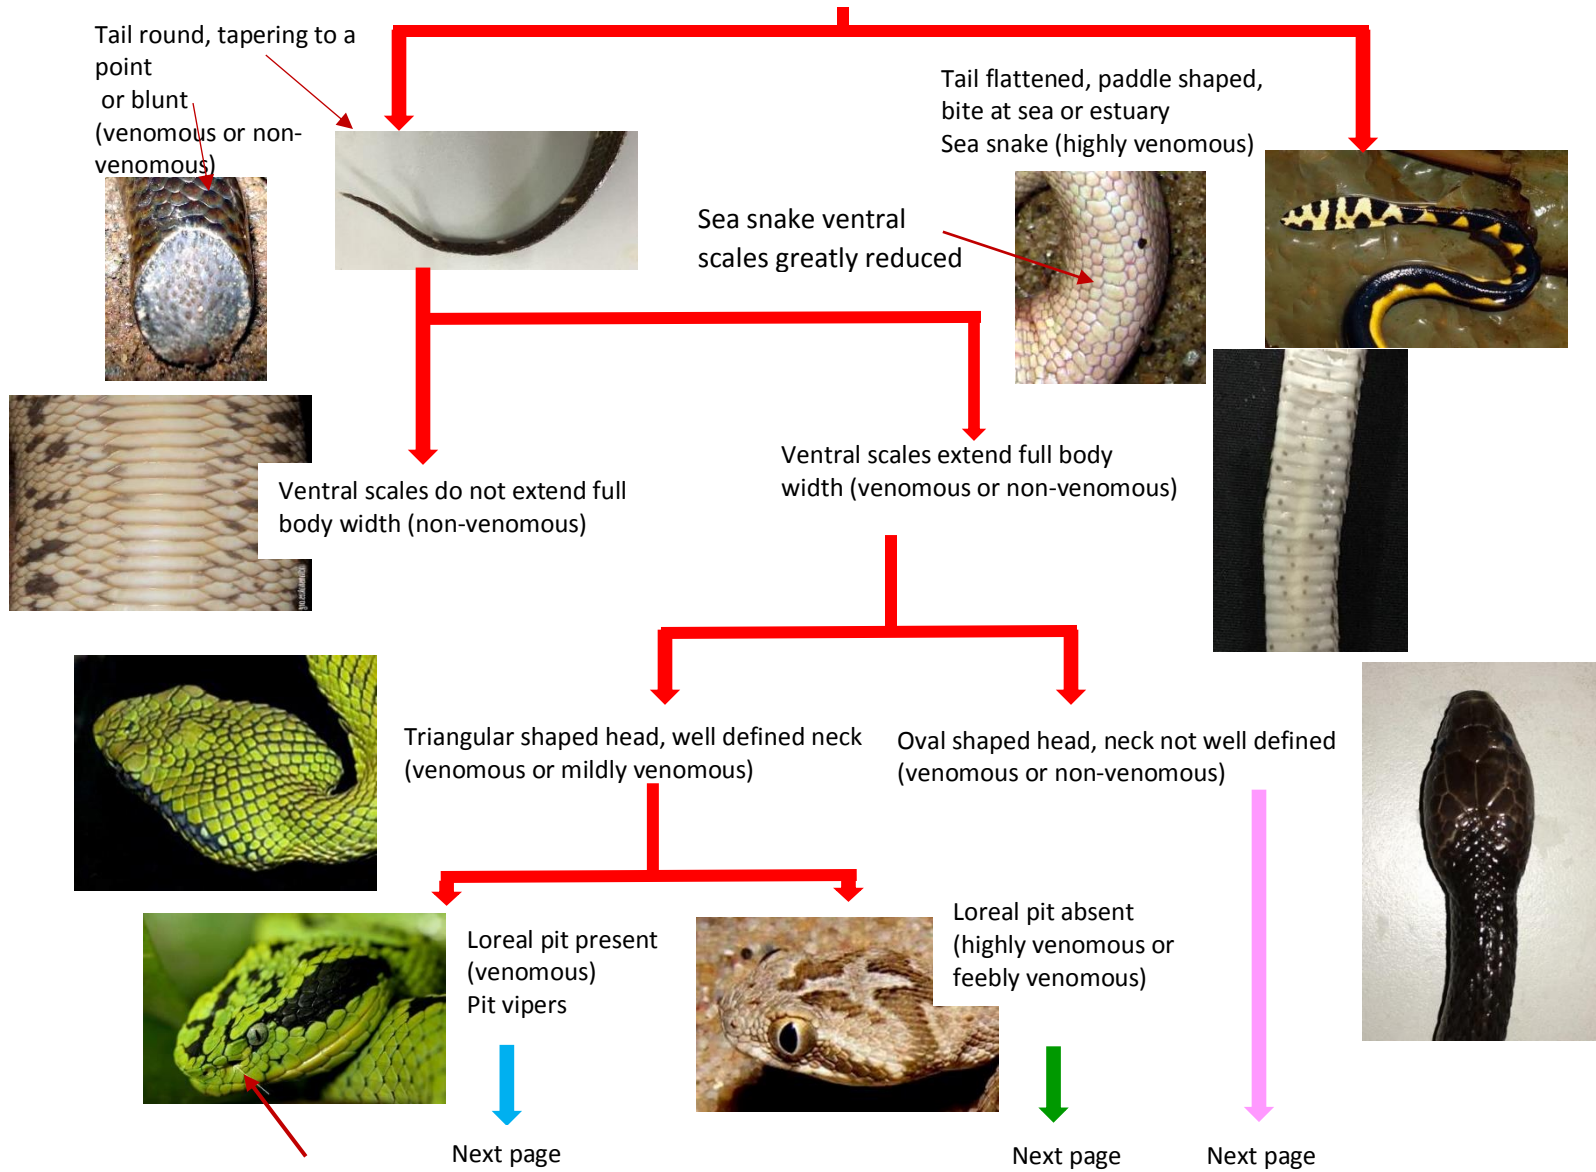 Tail round, tapering to a
point
or blunt
(venomous or non-
venomous)
Tail flattened, paddle shaped,
bite at sea or estuary
Sea snake (highly venomous)
Sea snake ventral
scales greatly reduced
Ventral scales do not extend full
body width (non-venomous)
Ventral scales extend full body
width (venomous or non-venomous)
Triangular shaped head, well defined neck
(venomous or mildly venomous)
Oval shaped head, neck not well defined
(venomous or non-venomous)
Loreal pit present
(venomous)
Pit vipers
Loreal pit absent
(highly venomous or
feebly venomous)
Next page
Next page
Next page